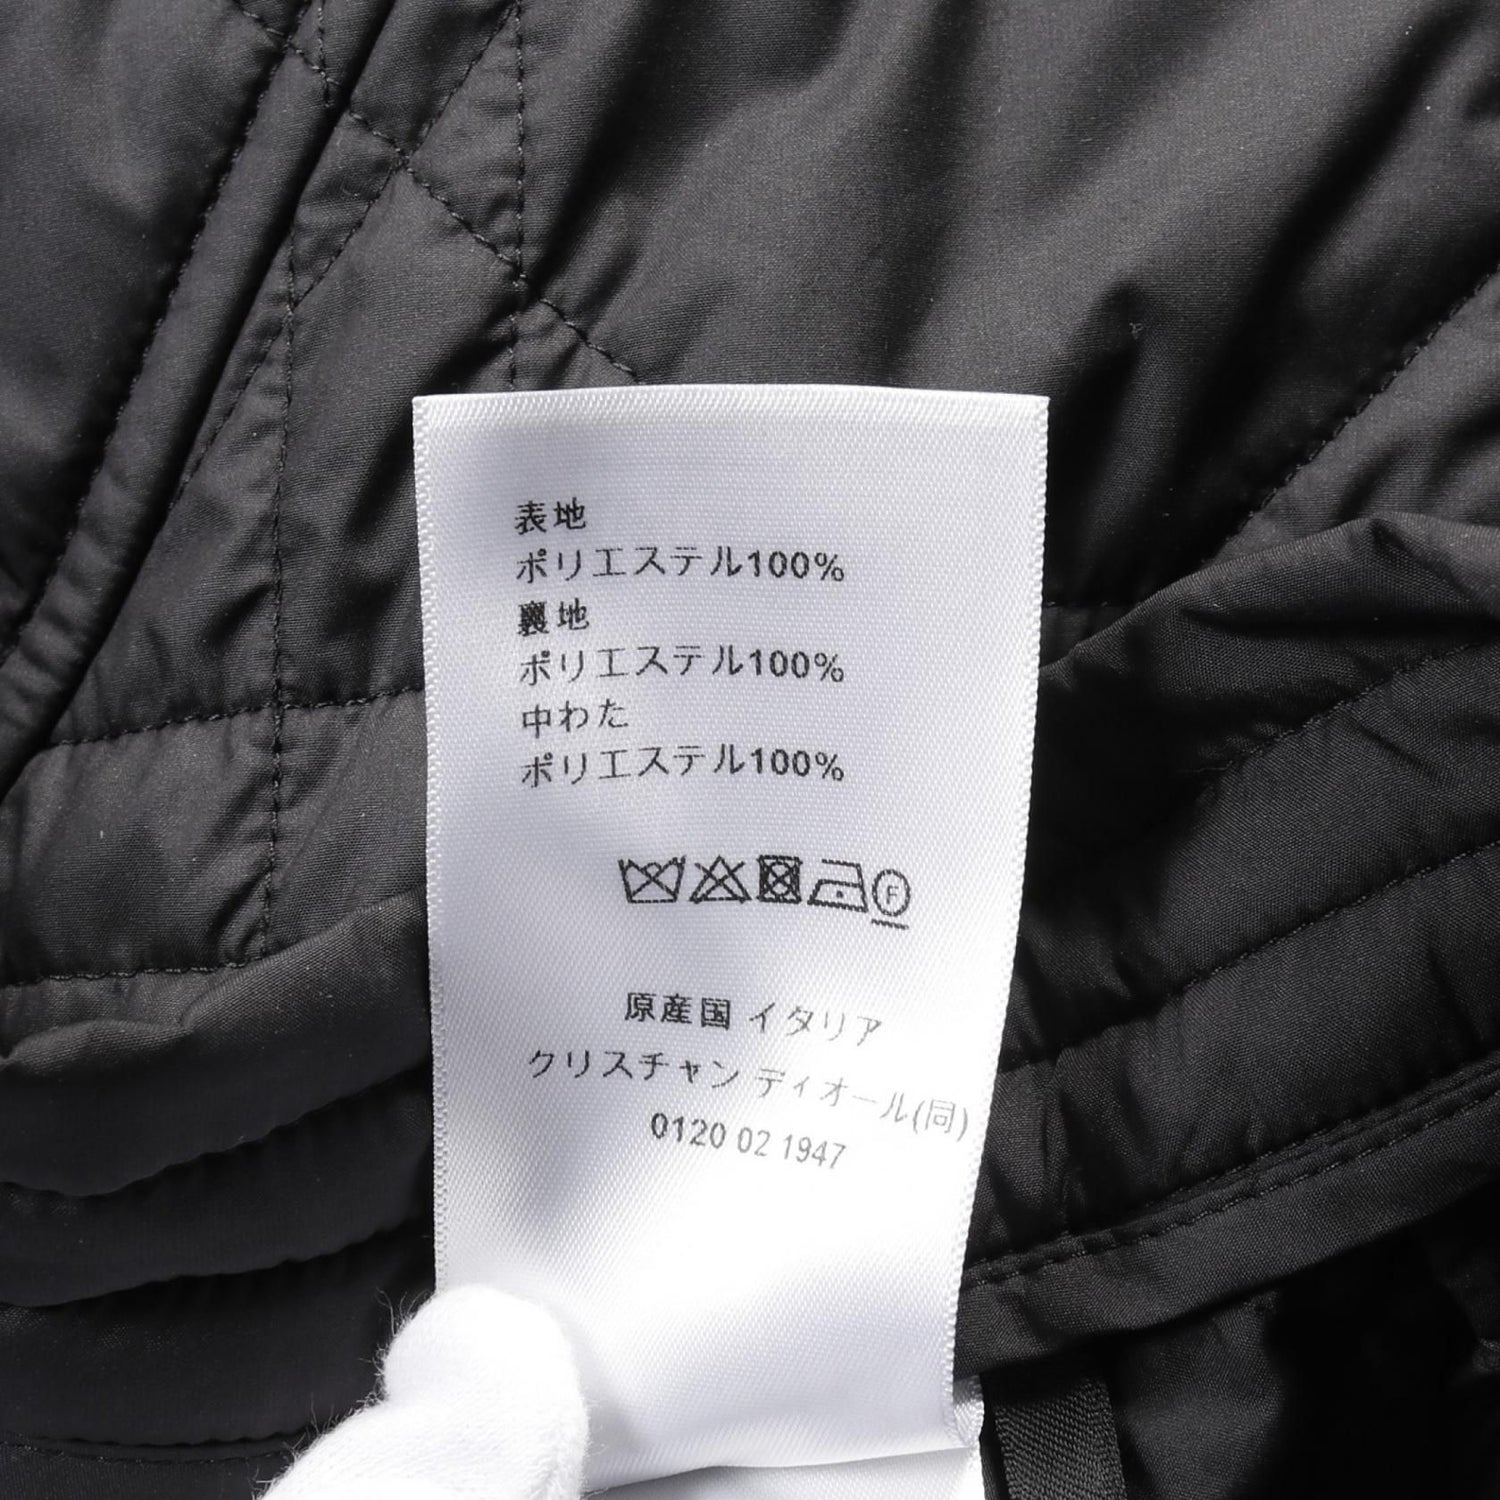 表地
ポリエステル100%
裏地
ポリエステル100%
中わた
ポリエステル100%
F
原産国 イタリア
クリスチャン ディオール(同)
0120 02 1947